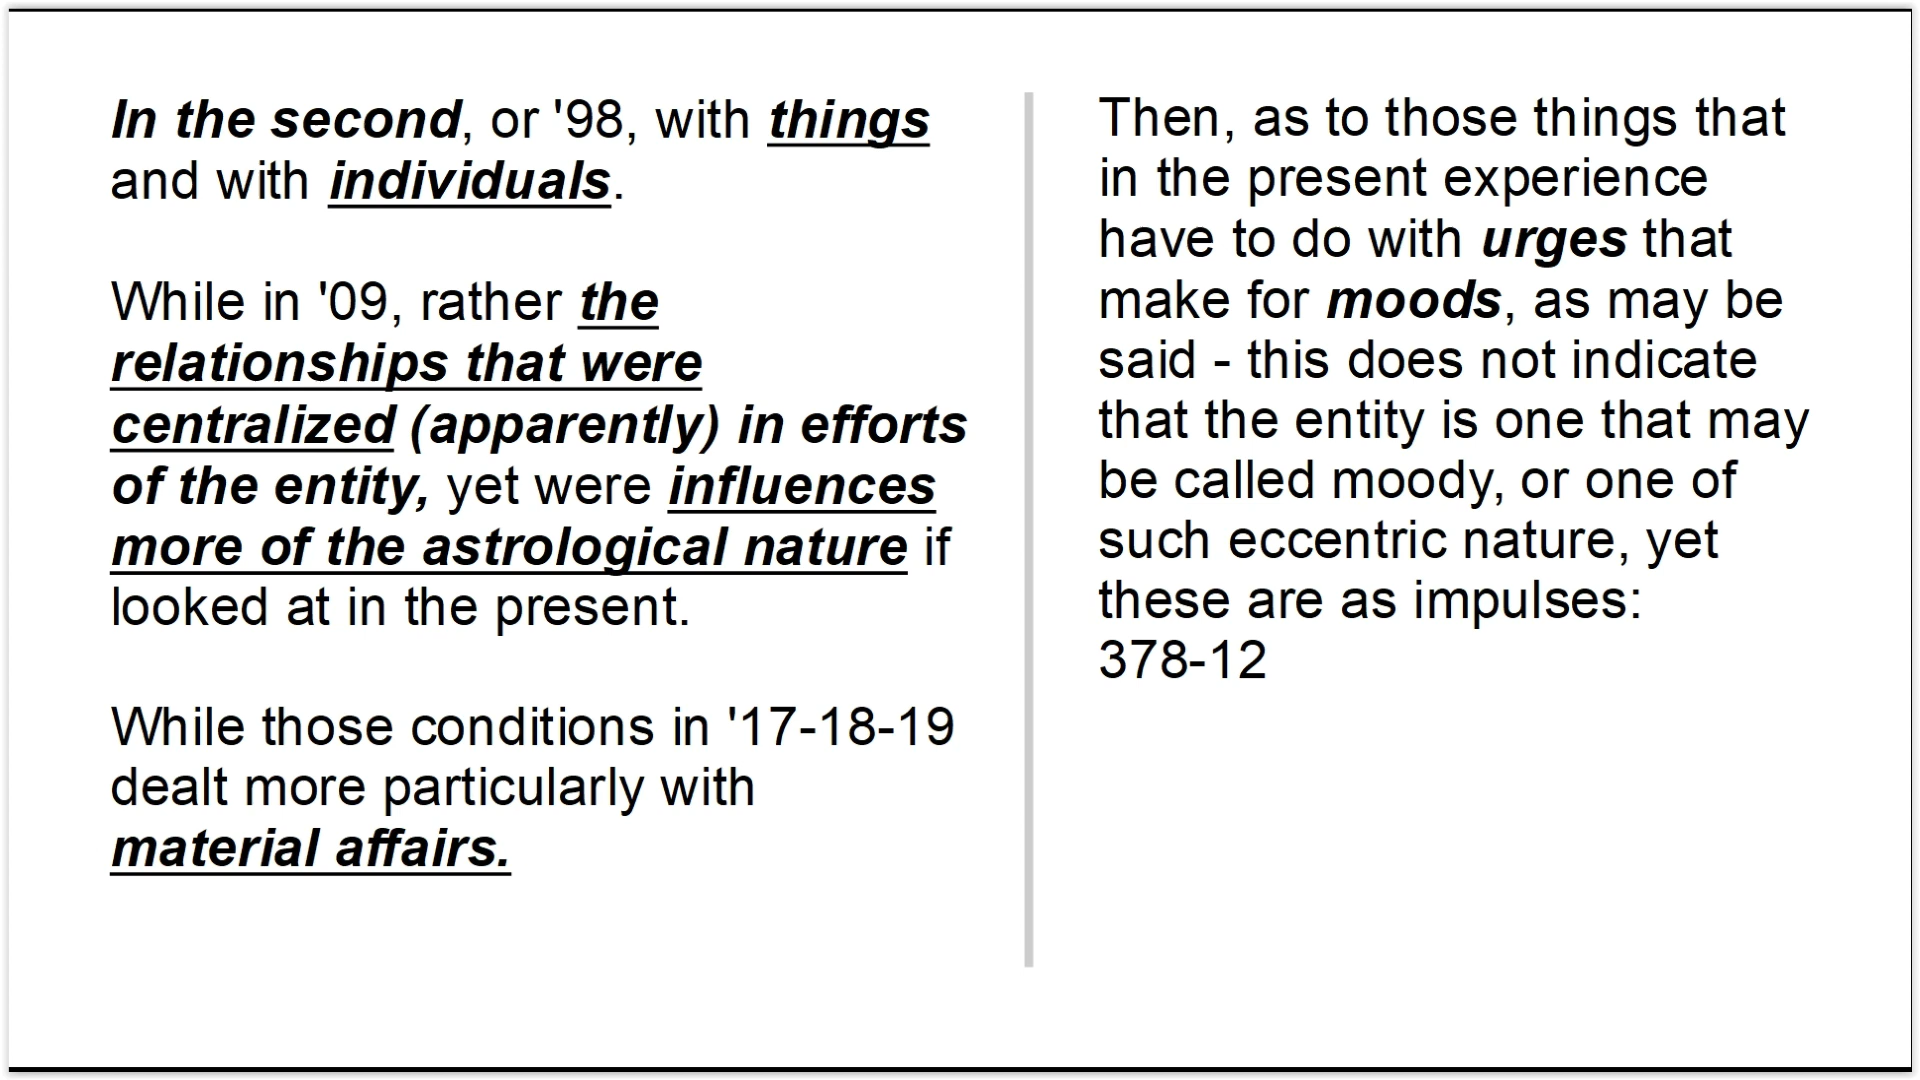 In the second, or '98, with things
and with individuals.
While in '09, rather the
relationships that were
centralized (apparently) in efforts
of the entity, yet were influences
more of the astrological nature if
looked at in the present.
While those conditions in '17-18-19
dealt more particularly with
material affairs.
Then, as to those things that
in the present experience
have to do with urges that
make for moods, as may be
said - this does not indicate
that the entity is one that may
be called moody, or one of
such eccentric nature, yet
these are as impulses:
378-12